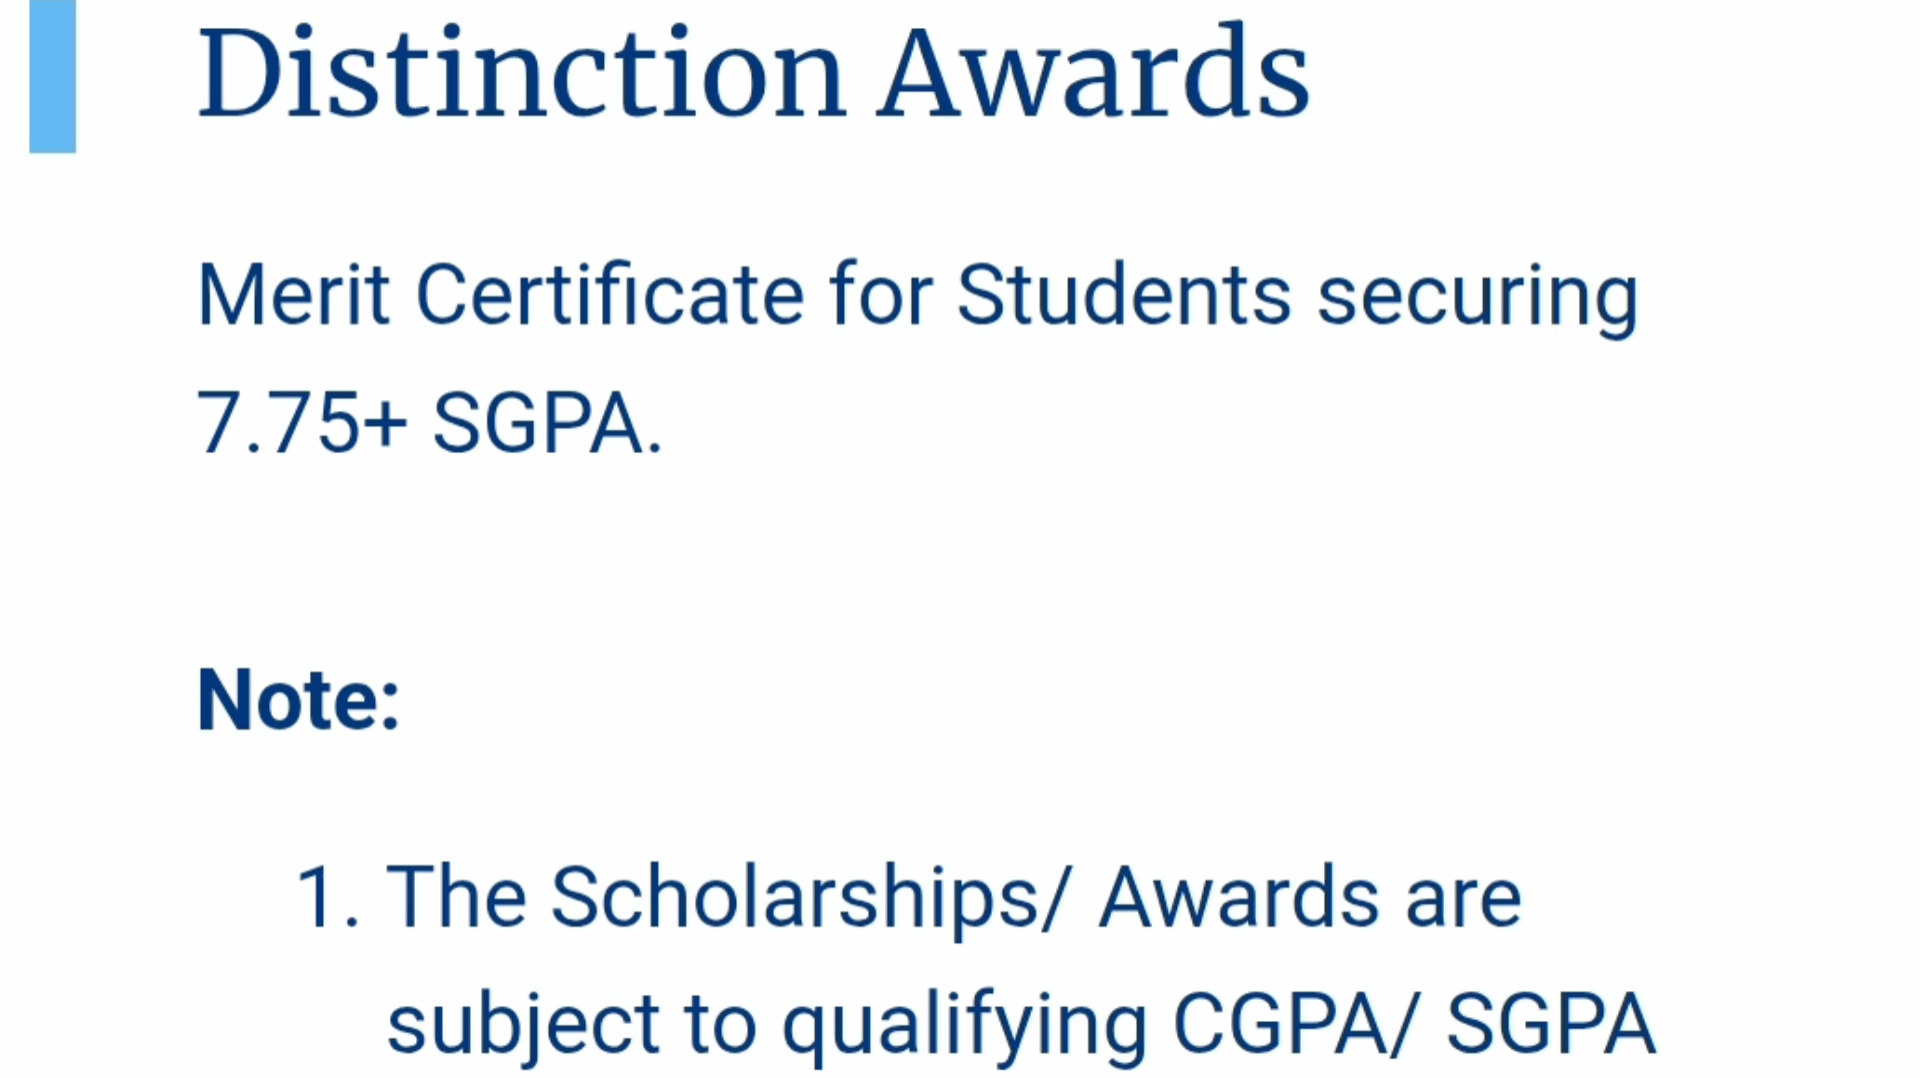 Distinction Awards
Merit Certificate for Students securing
7.75+ SGPA.
Note:
1. The Scholarships/ Awards are
subject to qualifying CGPA/ SGPA